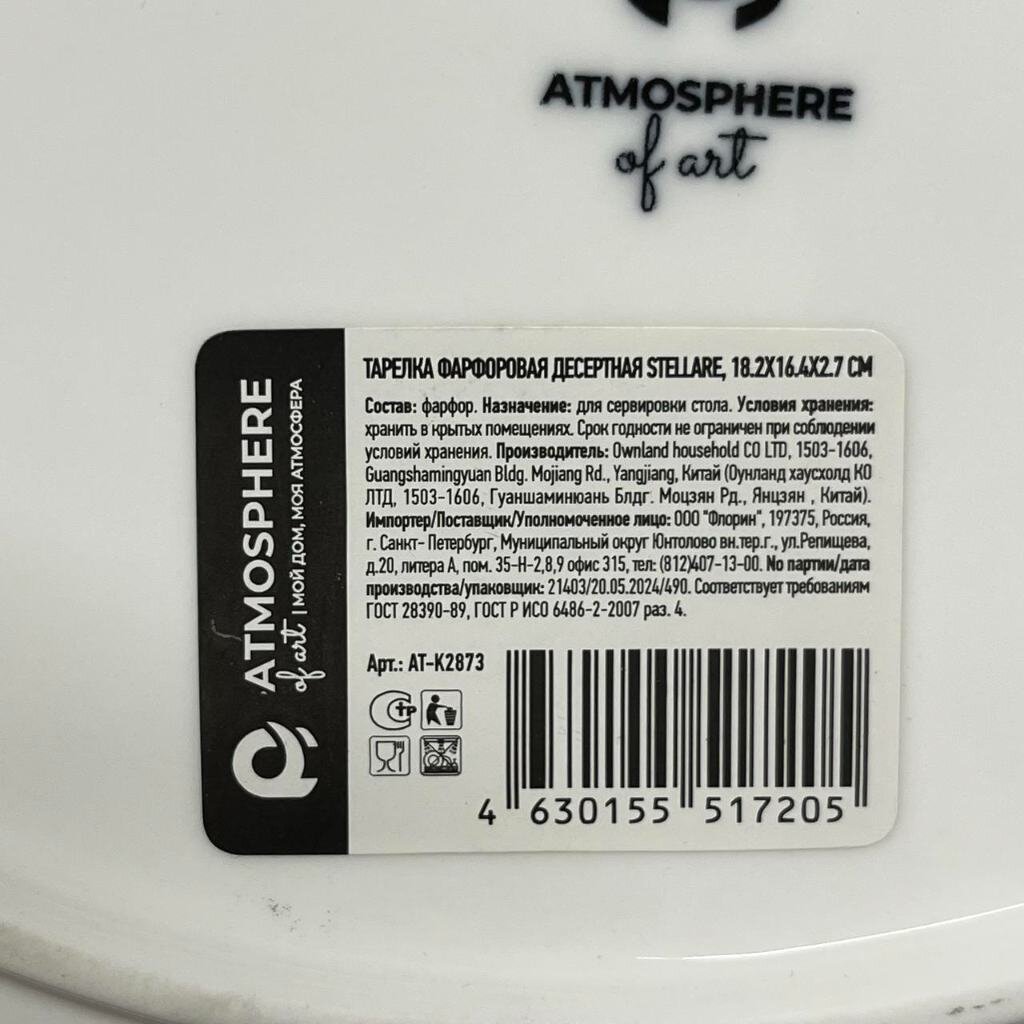 ATMOSPHERE
of art
ATMOSPHERE
of art | МОЙ ДОМ, МОЯ АТМОСФЕРА
ТАРЕЛКА ФАРФОРОВАЯ ДЕСЕРТНАЯ STELLARE, 18.2X16.4X2.7 СМ
Состав: фарфор. Назначение: для сервировки стола. Условия хранения:
хранить в крытых помещениях. Срок годности не ограничен при соблюдении
условий хранения. Производитель: Ownland household CO LTD, 1503-1606,
Guangshamingyuan Bldg. Mojiang Rd., Yangjiang, Китай (Оунланд хаусхолд КО
ЛТД, 1503-1606, Гуаншаминюань Блдг. Моцзян Рд., Янцзян , Китай).
Импортер/Поставщик/Уполномоченное лицо: ООО "Флорин", 197375, Россия,
г. Санкт- Петербург, Муниципальный округ Юнтолово вн.тер.г., ул.Репищева,
д.20, литера А, пом. 35-Н-2,8,9 офис 315, тел: (812)407-13-00. No партии/дата
производства/упаковщик: 21403/20.05.2024/490. Соответствует требованиям
ГОСТ 28390-89, ГОСТ Р ИСО 6486-2-2007 раз. 4.
Арт.: AT-K2873
4 630155 517205